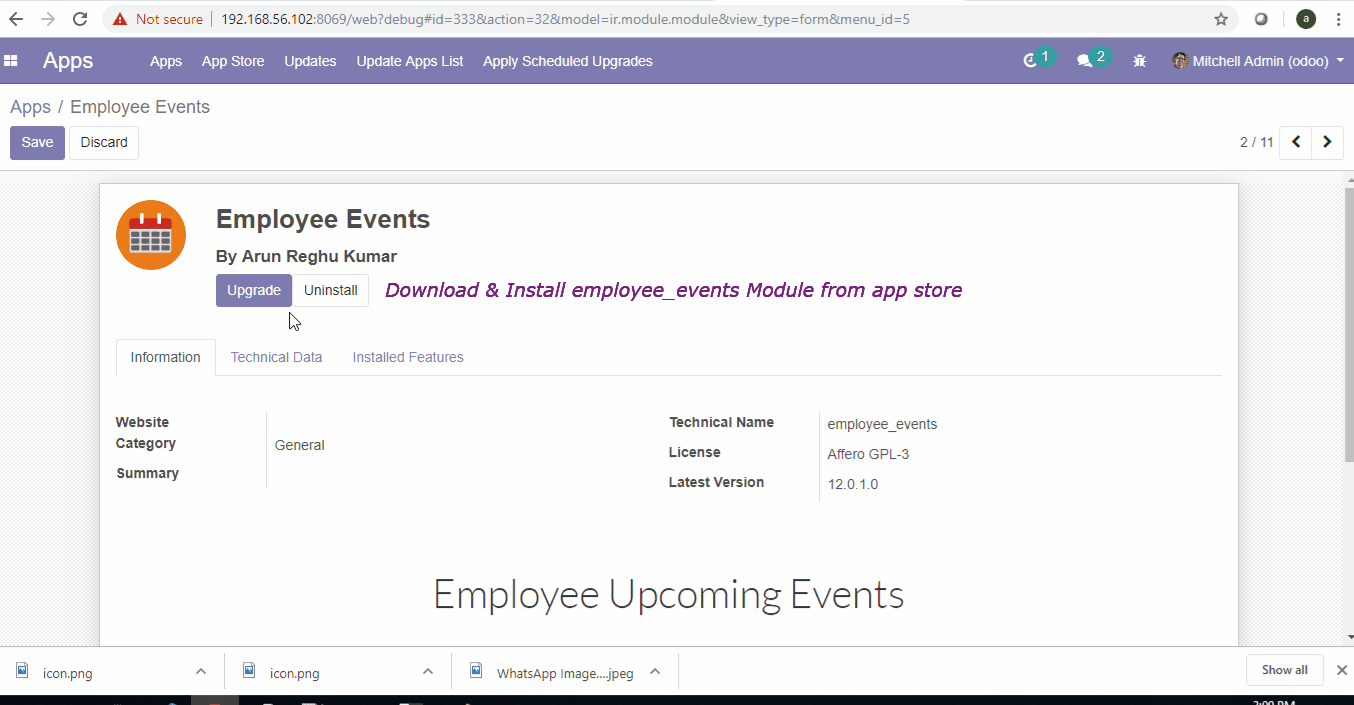 Not secure
192.168.56.102:8069/web?debug#id=333&action=32&model=ir.module.module&view_type=form&menu_id=5
a
Apps
Apps
App Store
Updates
Update Apps List
Apply Scheduled Upgrades
1
2
Mitchell Admin (odoo)
Apps / Employee Events
Save
Discard
2 / 11
Employee Events
By Arun Reghu Kumar
Upgrade
Uninstall
Download & Install employee_events Module from app store
Information
Technical Data
Installed Features
Website
Category
General
Summary
Technical Name
employee_events
License
Affero GPL-3
Latest Version
12.0.1.0
Employee Upcoming Events
icon.png
icon.png
WhatsApp Image....jpeg
Show all